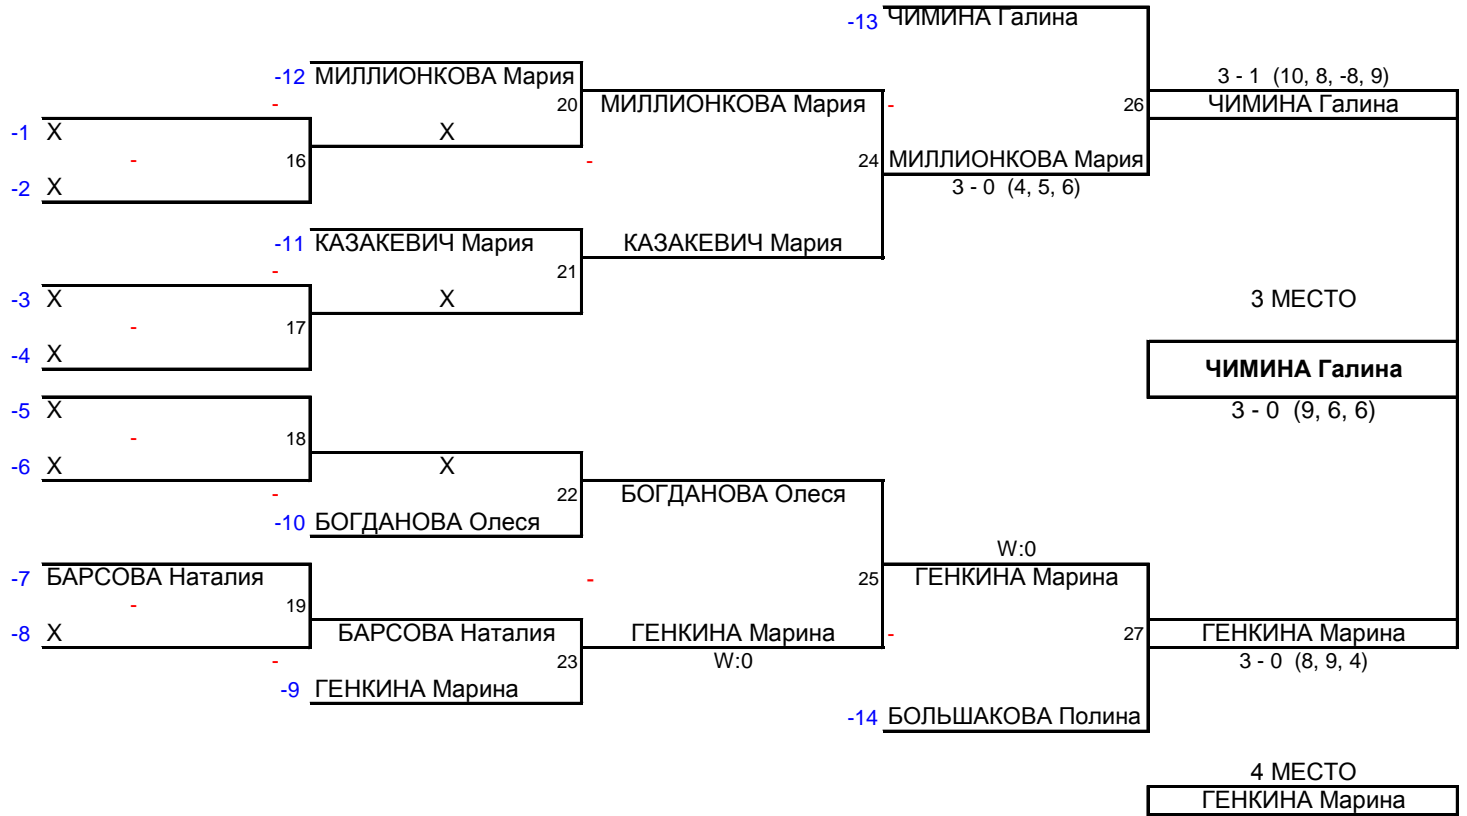 -13 ЧИМИНА Галина
-12 МИЛЛИОНКОВА Мария 3 - 1 (10, 8, -8, 9)
- 20 МИЛЛИОНКОВА Мария - 26 ЧИМИНА Галина
-1 X X
- 16 - 24 МИЛЛИОНКОВА Мария
-2 X 3 - 0 (4, 5, 6)
-11 КАЗАКЕВИЧ Мария КАЗАКЕВИЧ Мария
- 21
-3 X X 3 МЕСТО
- 17
-4 X
ЧИМИНА Галина
-5 X 3 - 0 (9, 6, 6)
- 18
-6 X X
- 22 БОГДАНОВА Олеся
-10 БОГДАНОВА Олеся
W:0
-7 БАРСОВА Наталия - 25 ГЕНКИНА Марина
- 19
-8 X БАРСОВА Наталия ГЕНКИНА Марина - 27 ГЕНКИНА Марина
- 23 W:0 3 - 0 (8, 9, 4)
-9 ГЕНКИНА Марина
-14 БОЛЬШАКОВА Полина
4 МЕСТО
ГЕНКИНА Марина